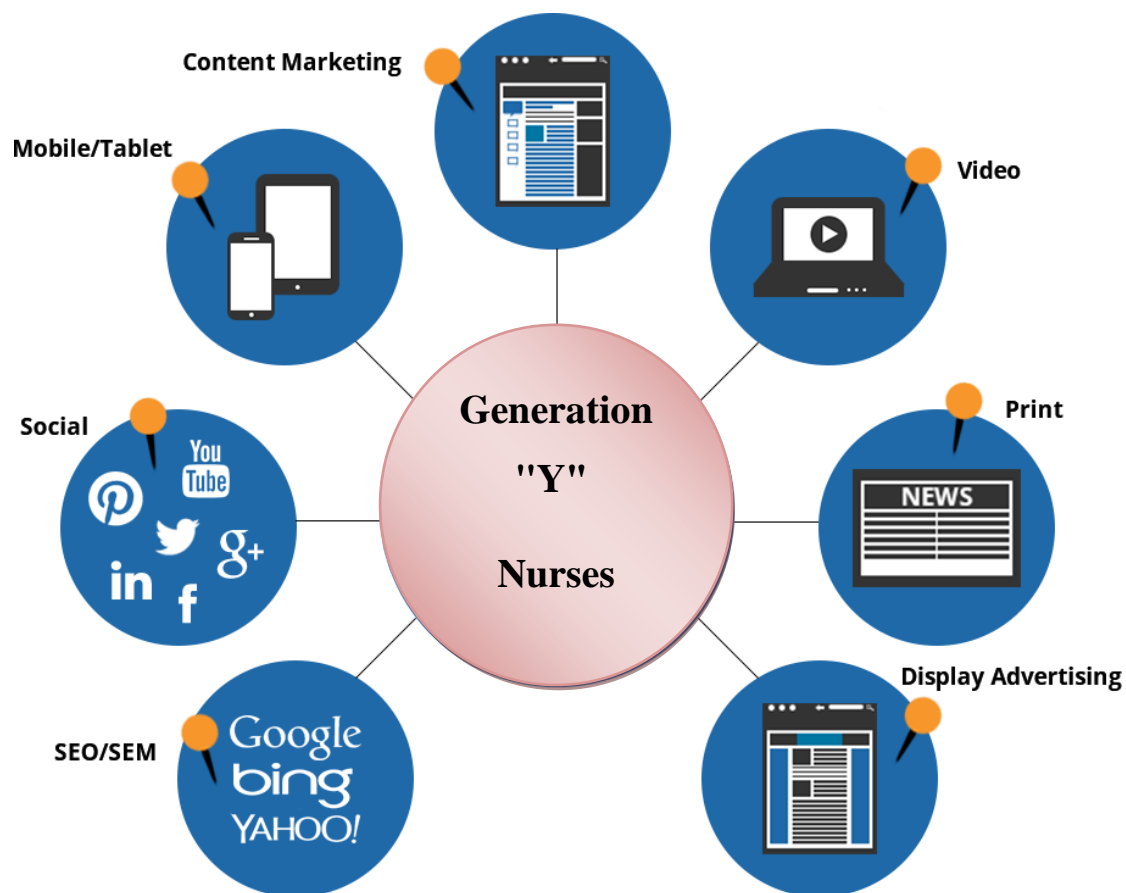 Content Marketing
Mobile/Tablet
Video
Generation
"Y"
Nurses
Social
You
Tube
g+
in
f
Print
NEWS
Display Advertising
SEO/SEM
Google
bing
YAHOO!